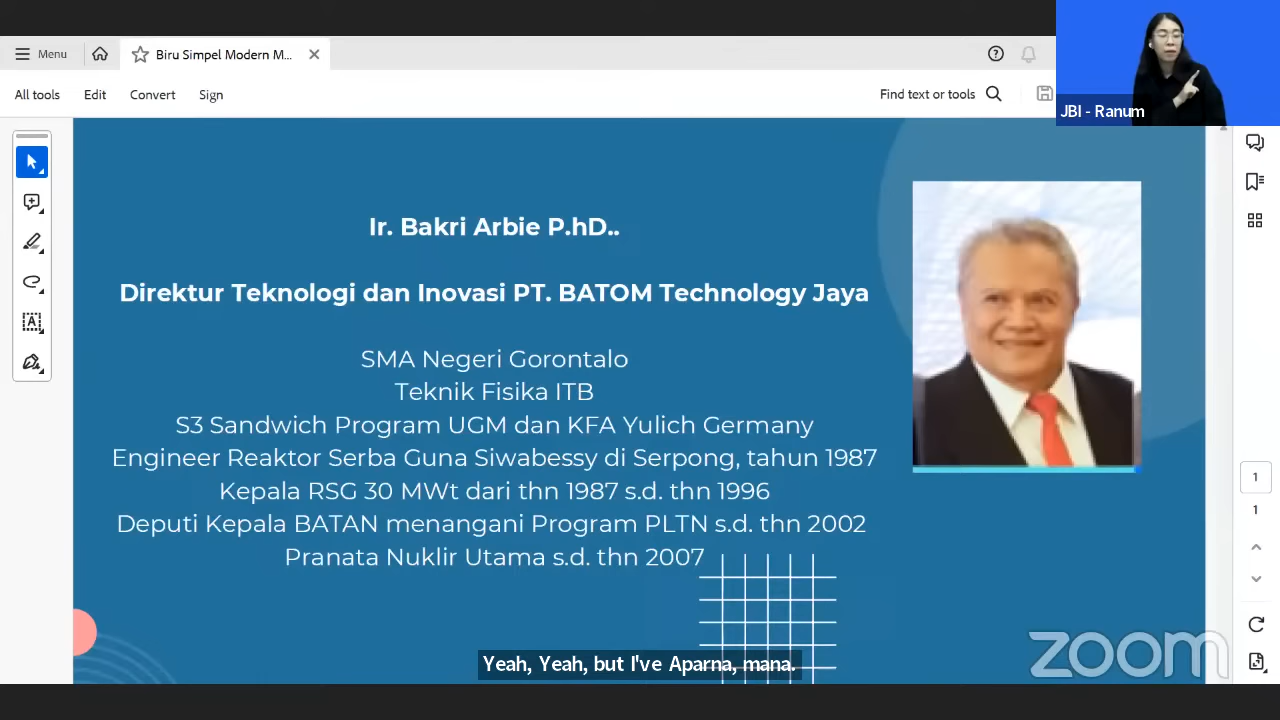 Menu
Biru Simpel Modern M...
All tools
Edit
Convert
Sign
Find text or tools
JBI - Ranum
Ir. Bakri Arbie P.hD..
Direktur Teknologi dan Inovasi PT. BATOM Technology Jaya
SMA Negeri Gorontalo
Teknik Fisika ITB
S3 Sandwich Program UGM dan KFA Yulich Germany
Engineer Reaktor Serba Guna Siwabessy di Serpong, tahun 1987
Kepala RSG 30 MWt dari thn 1987 s.d. thn 1996
Deputi Kepala BATAN menangani Program PLTN s.d. thn 2002
Pranata Nuklir Utama s.d. thn 2007
1
1
zoom
Yeah, Yeah, but I've Aparna, mana.